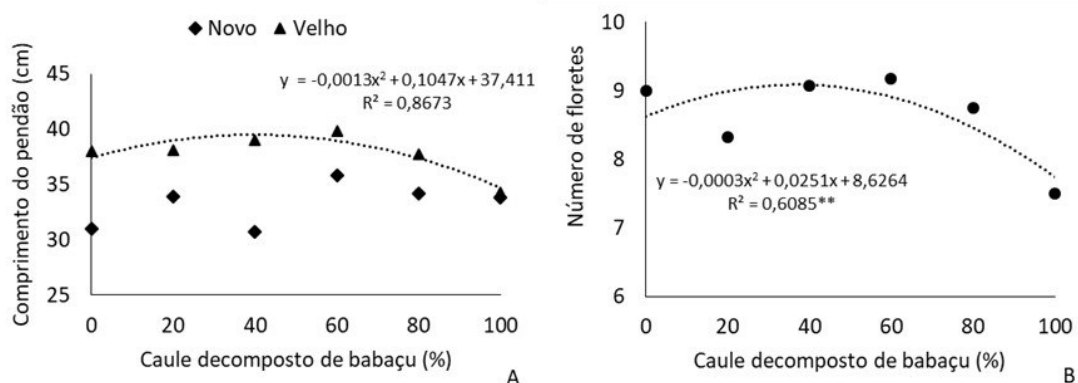 Novo Velho
Comprimento do pendão (cm)
45
40
35
30
25
y = -0,0013x² + 0,1047x + 37,411
R² = 0,8673
0 20 40 60 80 100
Caule decomposto de babaçu (%)
A
Número de floretes
10
9
8
7
6
y = -0,0003x² + 0,0251x + 8,6264
R² = 0,6085**
0 20 40 60 80 100
Caule decomposto de babaçu (%)
B